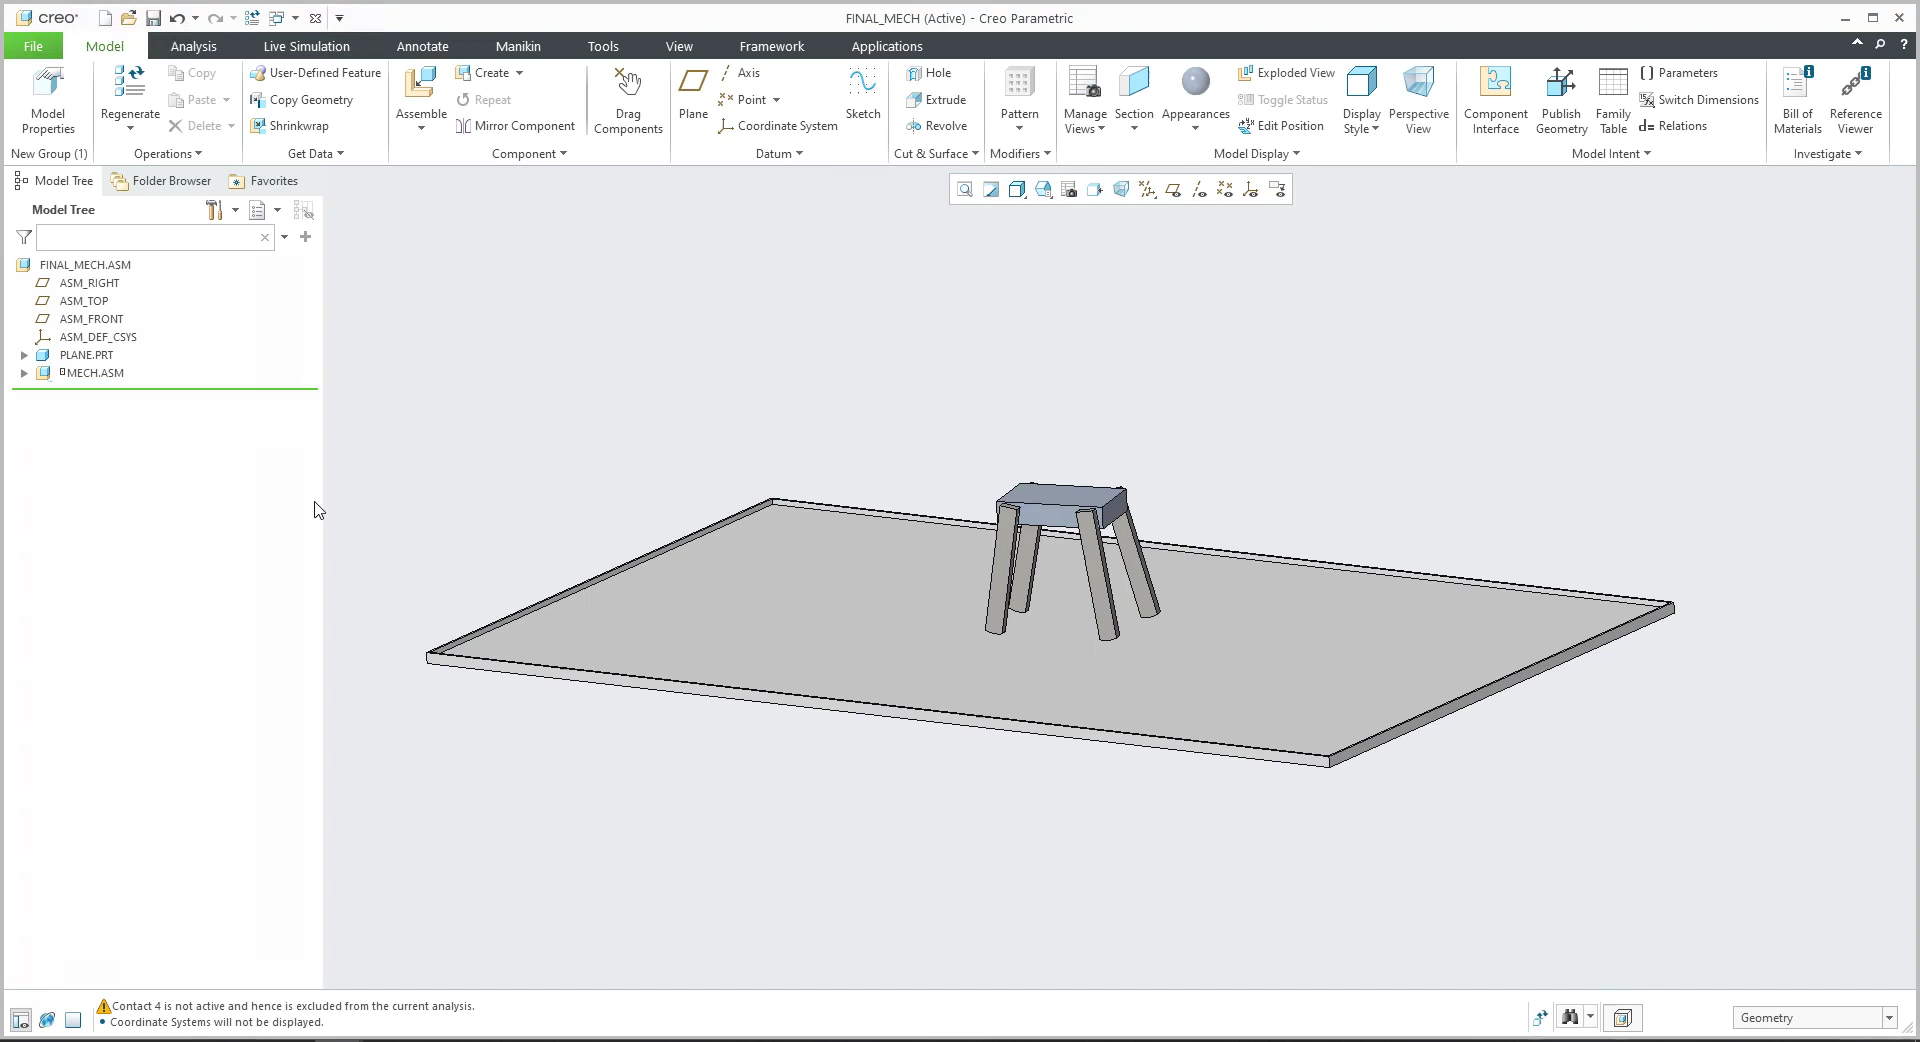 creo°
FINAL_MECH (Active) - Creo Parametric
File Model Analysis Live Simulation Annotate Manikin Tools View Framework Applications
Model Properties
New Group (1)
Regenerate
Copy
Paste
Delete
Operations
User-Defined Feature
Copy Geometry
Shrinkwrap
Get Data
Assemble
Create
Repeat
Mirror Component
Drag Components
Component
Plane
Axis
Point
Coordinate System
Sketch
Datum
Hole
Extrude
Revolve
Cut & Surface
Pattern
Modifiers
Manage Views
Section
Appearances
Exploded View
Toggle Status
Edit Position
Display Style
Perspective View
Model Display
Component Interface
Publish Geometry
Family Table
Parameters
Switch Dimensions
d= Relations
Model Intent
Bill of Materials
Reference Viewer
Investigate
Model Tree Folder Browser Favorites
Model Tree
FINAL_MECH.ASM
ASM_RIGHT
ASM_TOP
ASM_FRONT
ASM_DEF_CSYS
PLANE.PRT
MECH.ASM
Contact 4 is not active and hence is excluded from the current analysis.
• Coordinate Systems will not be displayed.
Geometry